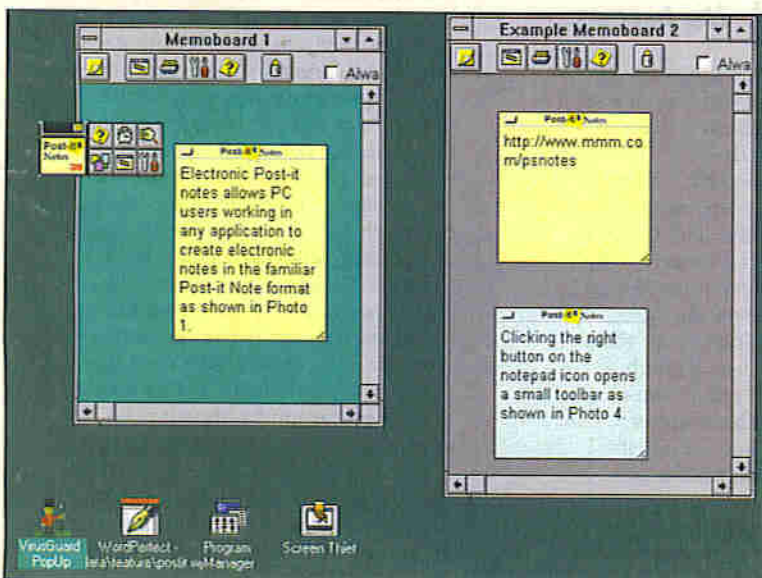 Memoboard 1
Alwa
Post-it
Notes
Post-it Notes
Electronic Post-it
notes allows PC
users working in
any application to
create electronic
notes in the familiar
Post-it Note format
as shown in Photo
1.
Example Memoboard 2
Alwa
Post-it Notes
http://www.mmm.co
m/psnotes
Post-it Notes
Clicking the right
button on the
notepad icon opens
a small toolbar as
shown in Photo 4.
VirusGuard
PopUp
WordPerfect -
Program
Manager
Screen Thief